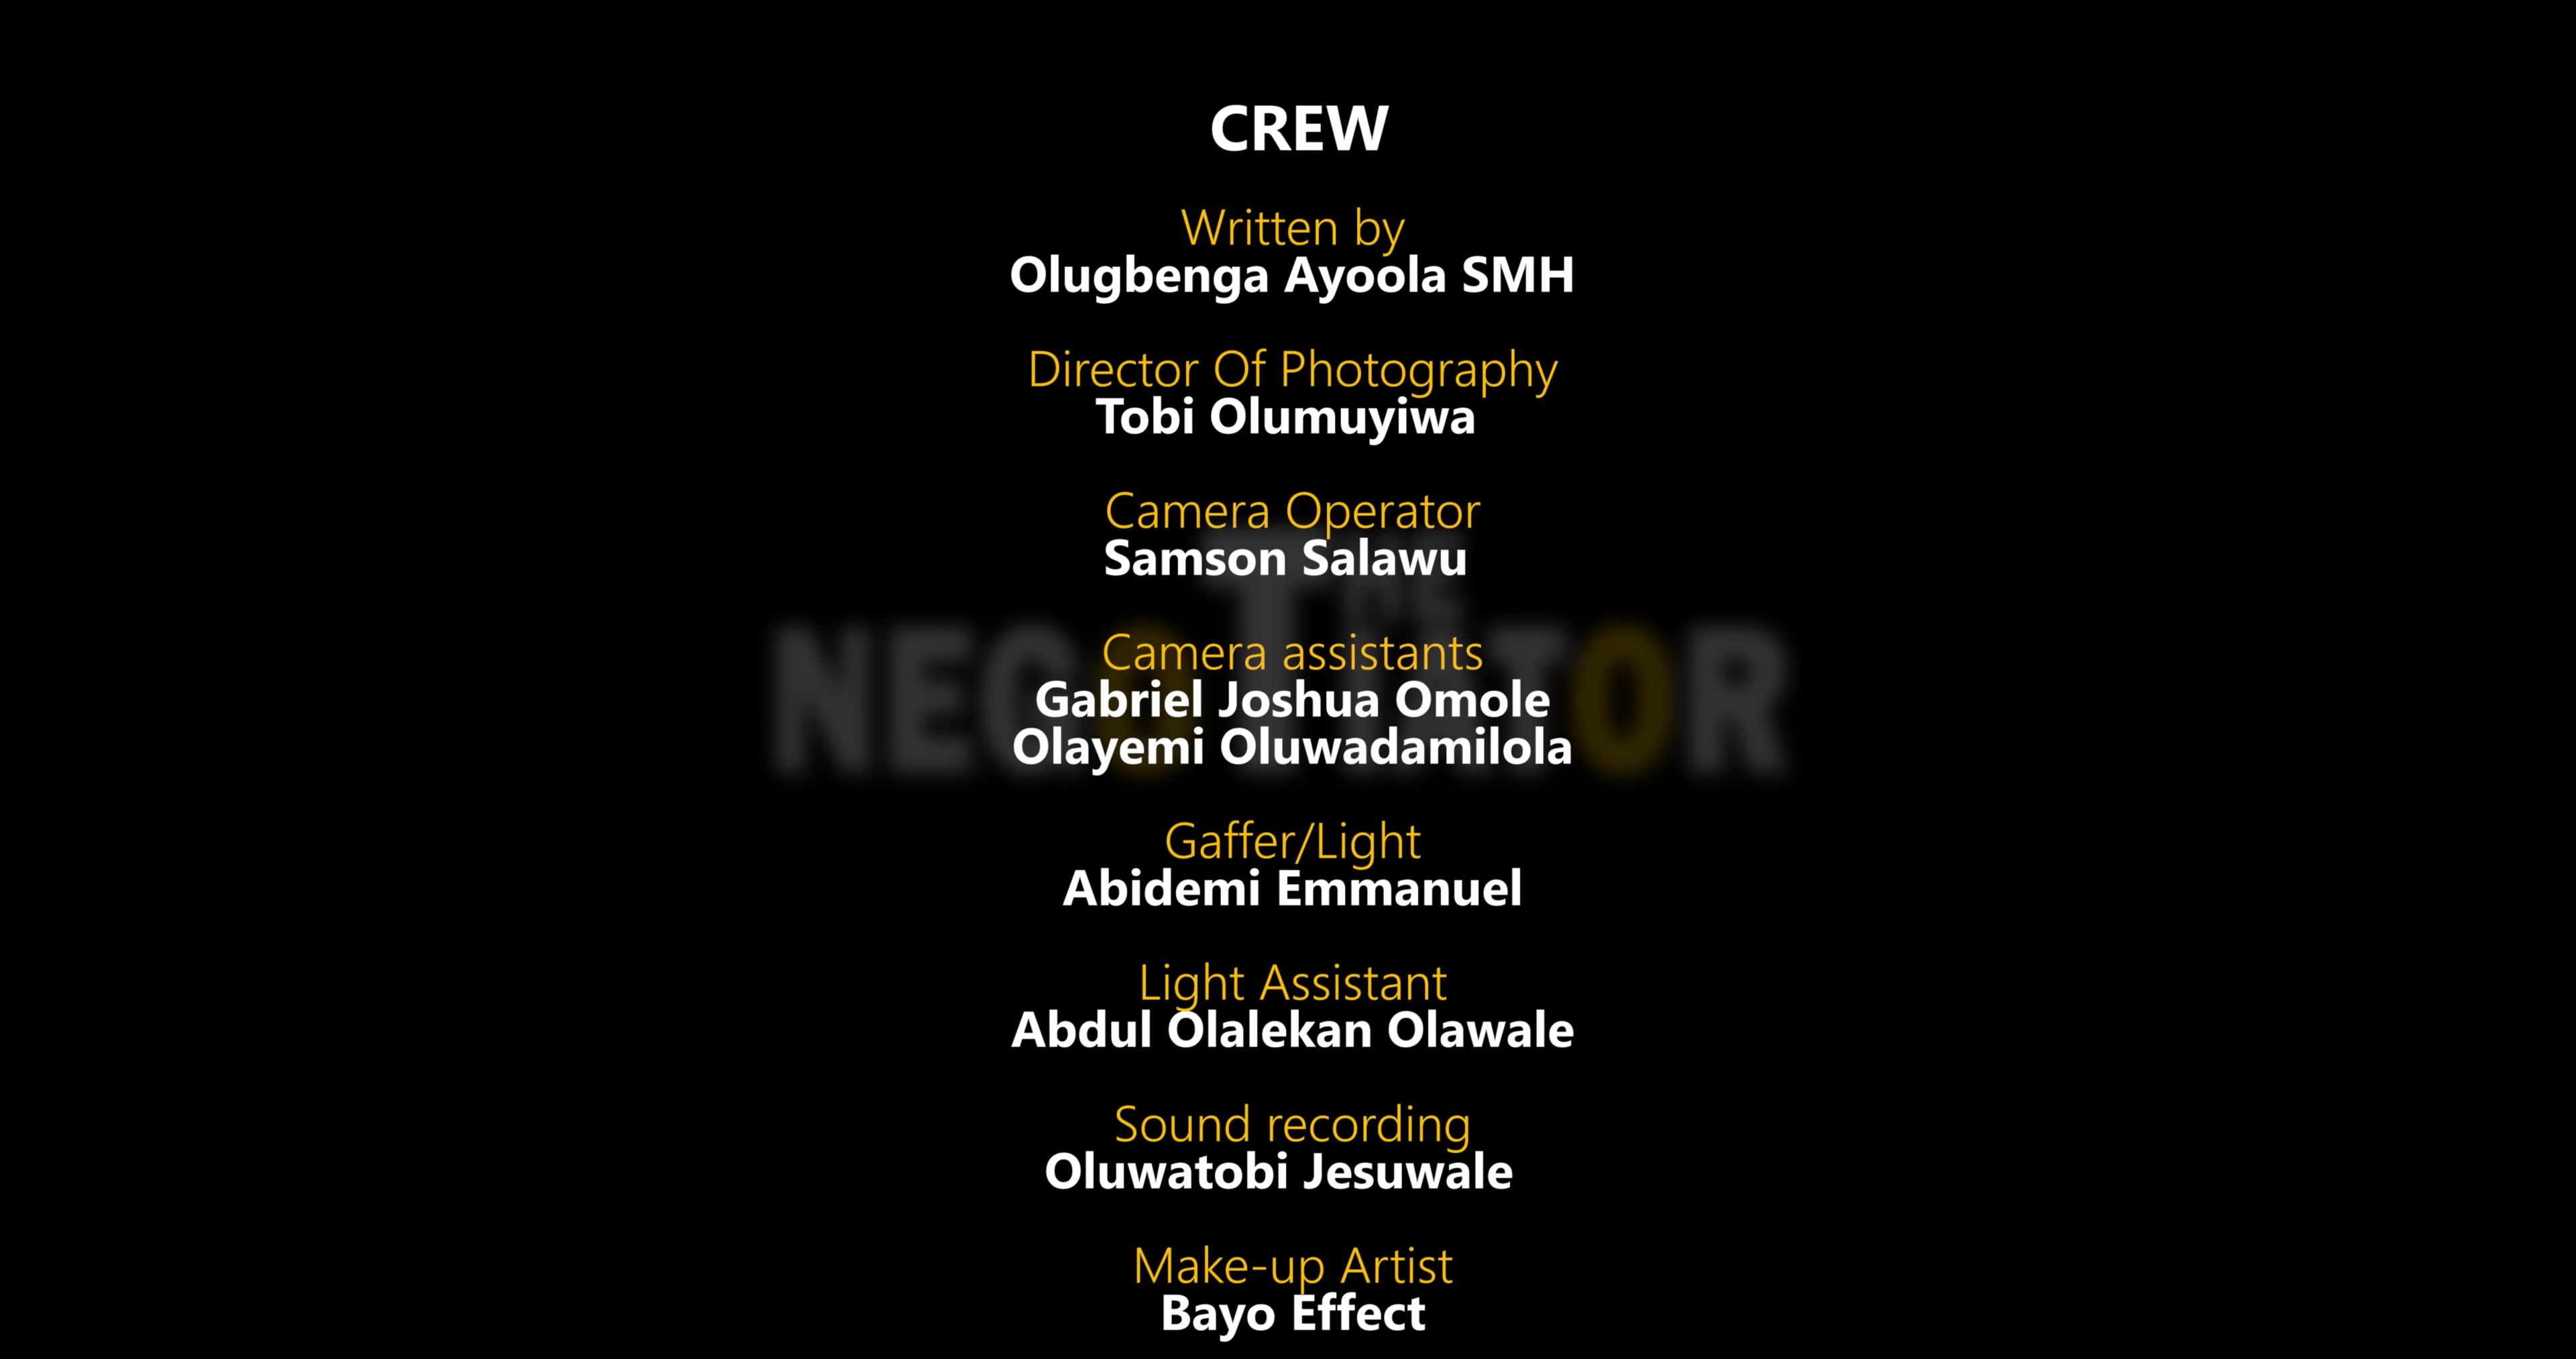 CREW
Written by
Olugbenga Ayoola SMH
Director Of Photography
Tobi Olumuyiwa
Camera Operator
Samson Salawu
THE
NEGOTIATOR
Camera assistants
Gabriel Joshua Omole
Olayemi Oluwadamilola
Gaffer/Light
Abidemi Emmanuel
Light Assistant
Abdul Olalekan Olawale
Sound recording
Oluwatobi Jesuwale
Make-up Artist
Bayo Effect